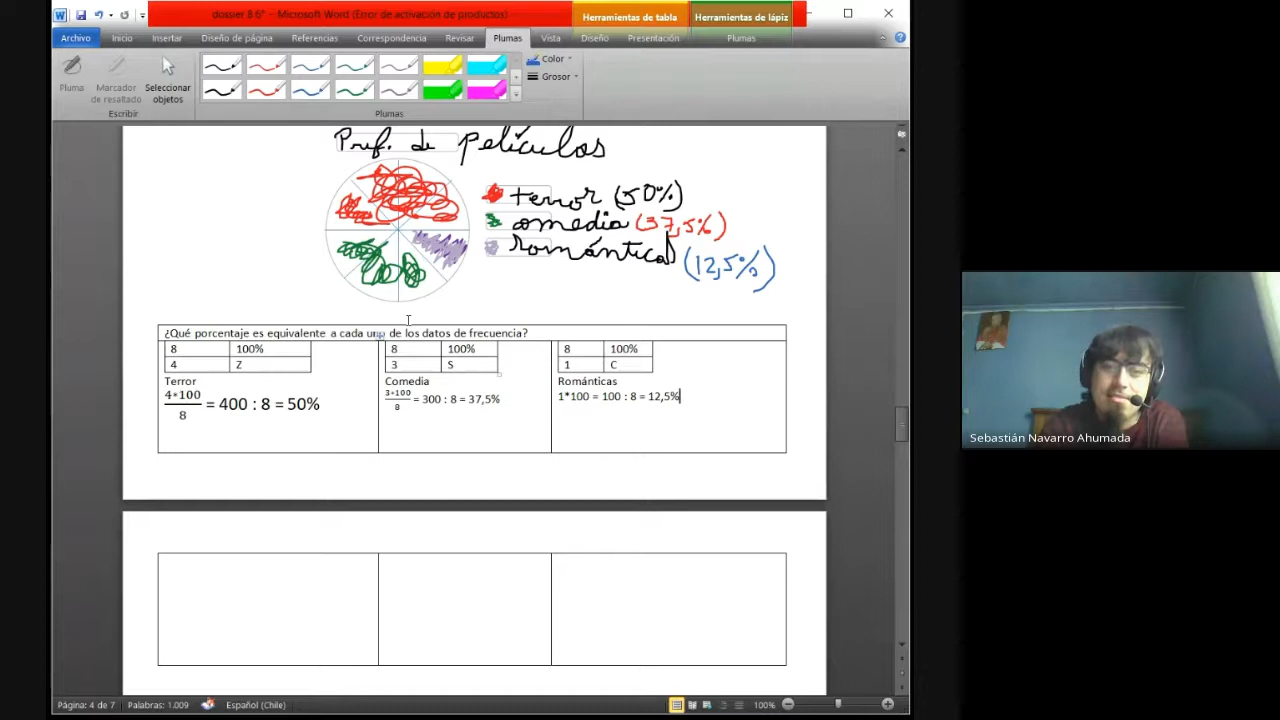 dossier 8 6° - Microsoft Word (Error de activación de productos)
Herramientas de tabla
Herramientas de lápiz
Archivo Inicio Insertar Diseño de página Referencias Correspondencia Revisar Plumas Vista Diseño Presentación Plumas
Pluma
Marcador de resaltado
Seleccionar objetos
Escribir
Plumas
Color
Grosor
Pref. de películas
terror (50%)
omedia (37,5%)
románticas (12,5%)
¿Qué porcentaje es equivalente a cada uno de los datos de frecuencia?
8 100%
4 Z
Terror
4*100
8
= 400 : 8 = 50%
8 100%
3 S
Comedia
3*100
8
= 300 : 8 = 37,5%
8 100%
1 C
Románticas
1*100 = 100 : 8 = 12,5%
Sebastián Navarro Ahumada
Página: 4 de 7 Palabras: 1.009 Español (Chile) 100%